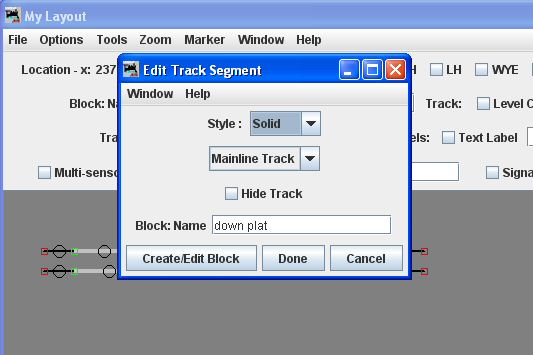 My Layout
File Options Tools Zoom Marker Window Help
Location - x: 237
H LH WYE
Block: Na
Track: Level C
Tra
els: Text Label
Multi-senso
Signa
Edit Track Segment
Window Help
Style : Solid
Mainline Track
Hide Track
Block: Name down plat
Create/Edit Block Done Cancel